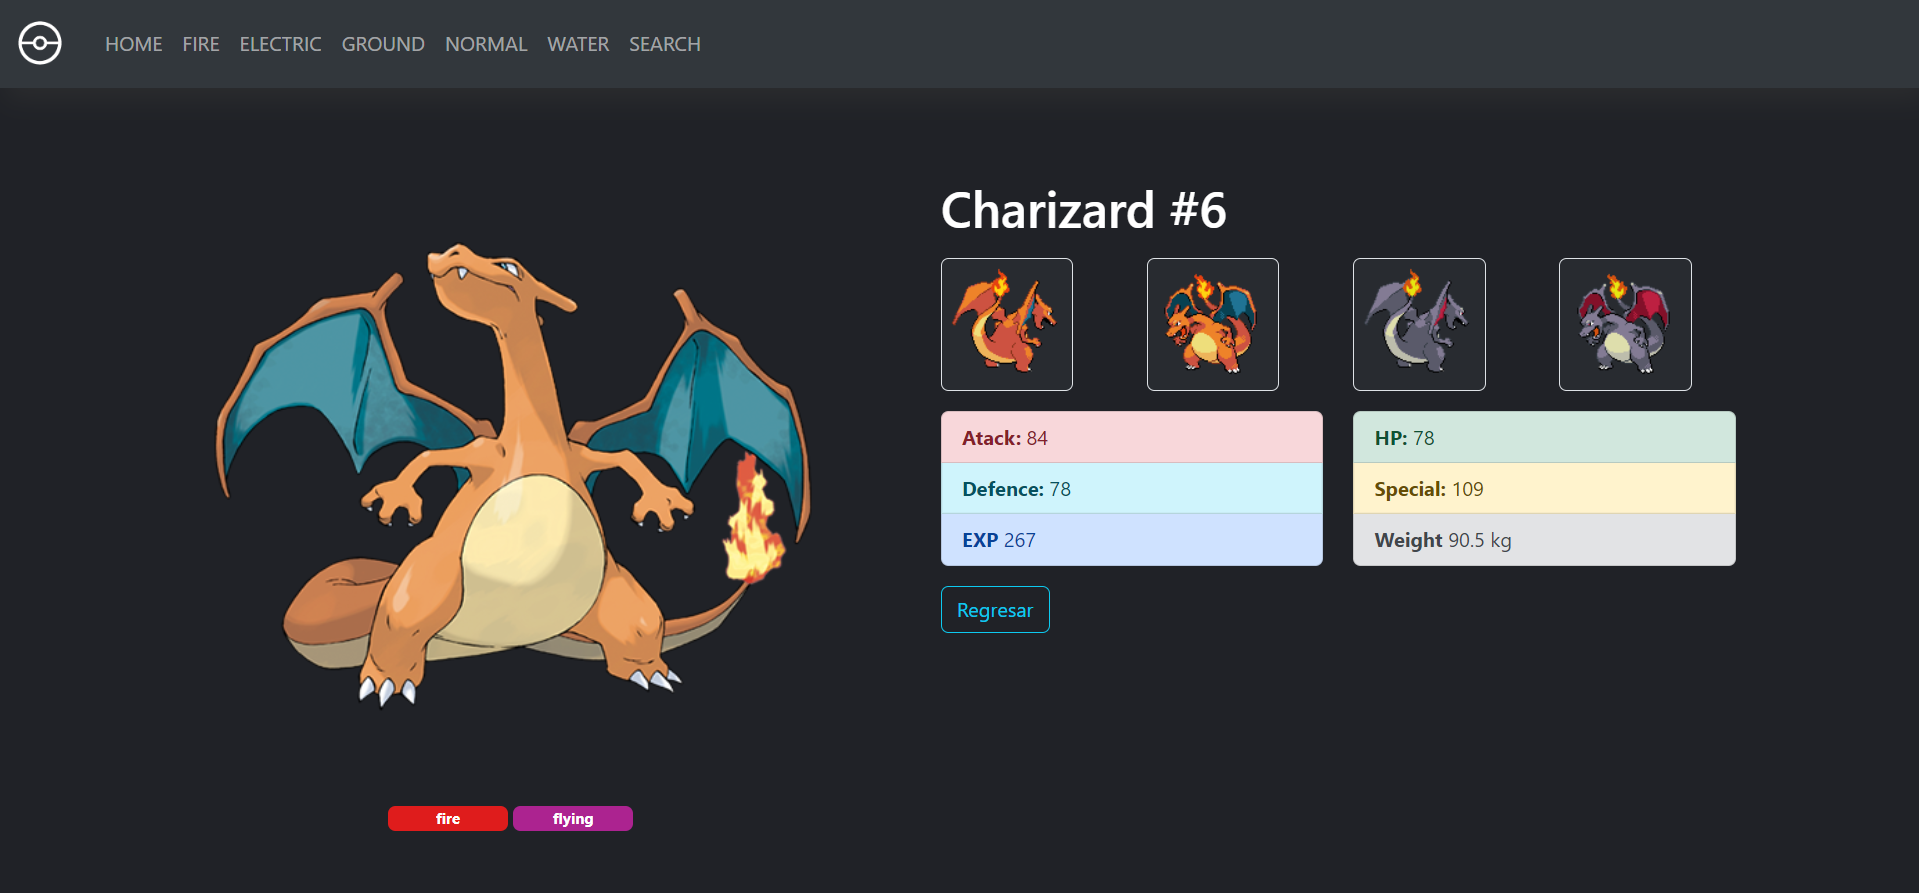 HOME FIRE ELECTRIC GROUND NORMAL WATER SEARCH
Charizard #6
Atack: 84
Defence: 78
EXP 267
HP: 78
Special: 109
Weight 90.5 kg
Regresar
fire flying